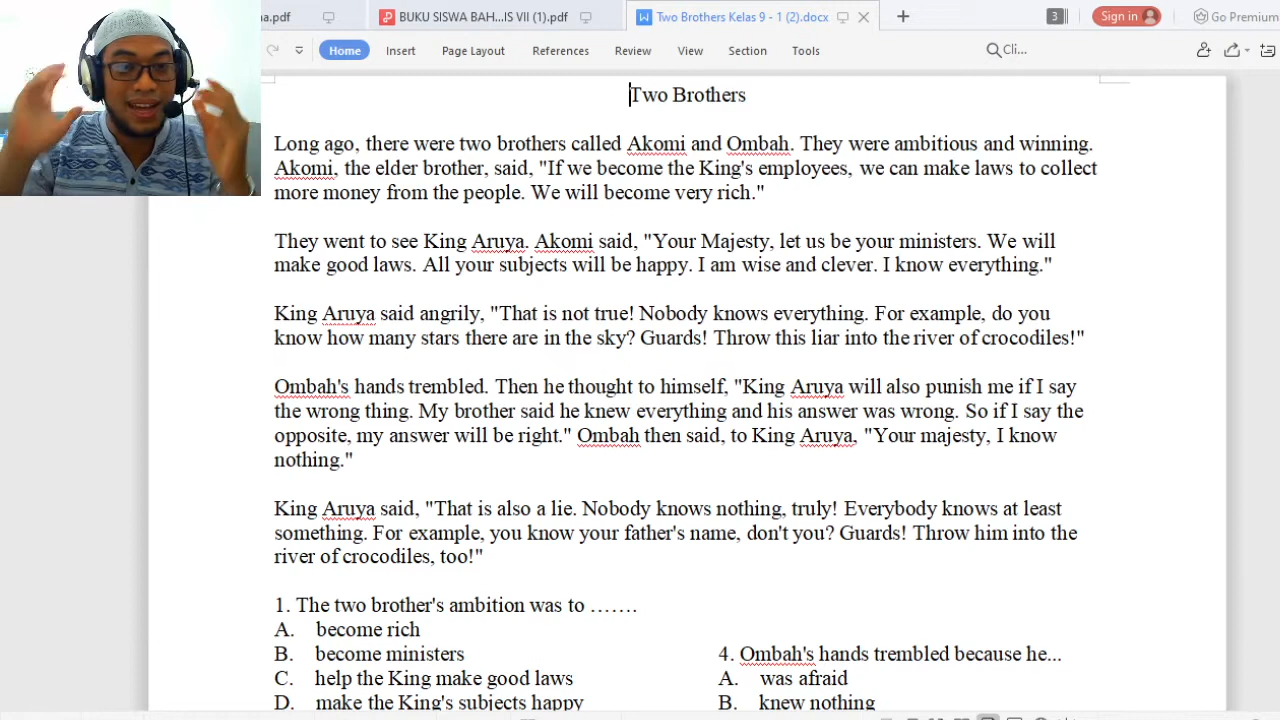 na.pdf
BUKU SISWA BAH...IS VII (1).pdf
Two Brothers Kelas 9 - 1 (2).docx
3
Sign in
Go Premium
Home
Insert
Page Layout
References
Review
View
Section
Tools
Cli...
Two Brothers
Long ago, there were two brothers called Akomi and Ombah. They were ambitious and winning.
Akomi, the elder brother, said, "If we become the King's employees, we can make laws to collect
more money from the people. We will become very rich."
They went to see King Aruya. Akomi said, "Your Majesty, let us be your ministers. We will
make good laws. All your subjects will be happy. I am wise and clever. I know everything."
King Aruya said angrily, "That is not true! Nobody knows everything. For example, do you
know how many stars there are in the sky? Guards! Throw this liar into the river of crocodiles!"
Ombah's hands trembled. Then he thought to himself, "King Aruya will also punish me if I say
the wrong thing. My brother said he knew everything and his answer was wrong. So if I say the
opposite, my answer will be right." Ombah then said, to King Aruya, "Your majesty, I know
nothing."
King Aruya said, "That is also a lie. Nobody knows nothing, truly! Everybody knows at least
something. For example, you know your father's name, don't you? Guards! Throw him into the
river of crocodiles, too!"
1. The two brother's ambition was to .......
A. become rich
B. become ministers
C. help the King make good laws
D. make the King's subjects happy
4. Ombah's hands trembled because he...
A. was afraid
B. knew nothing